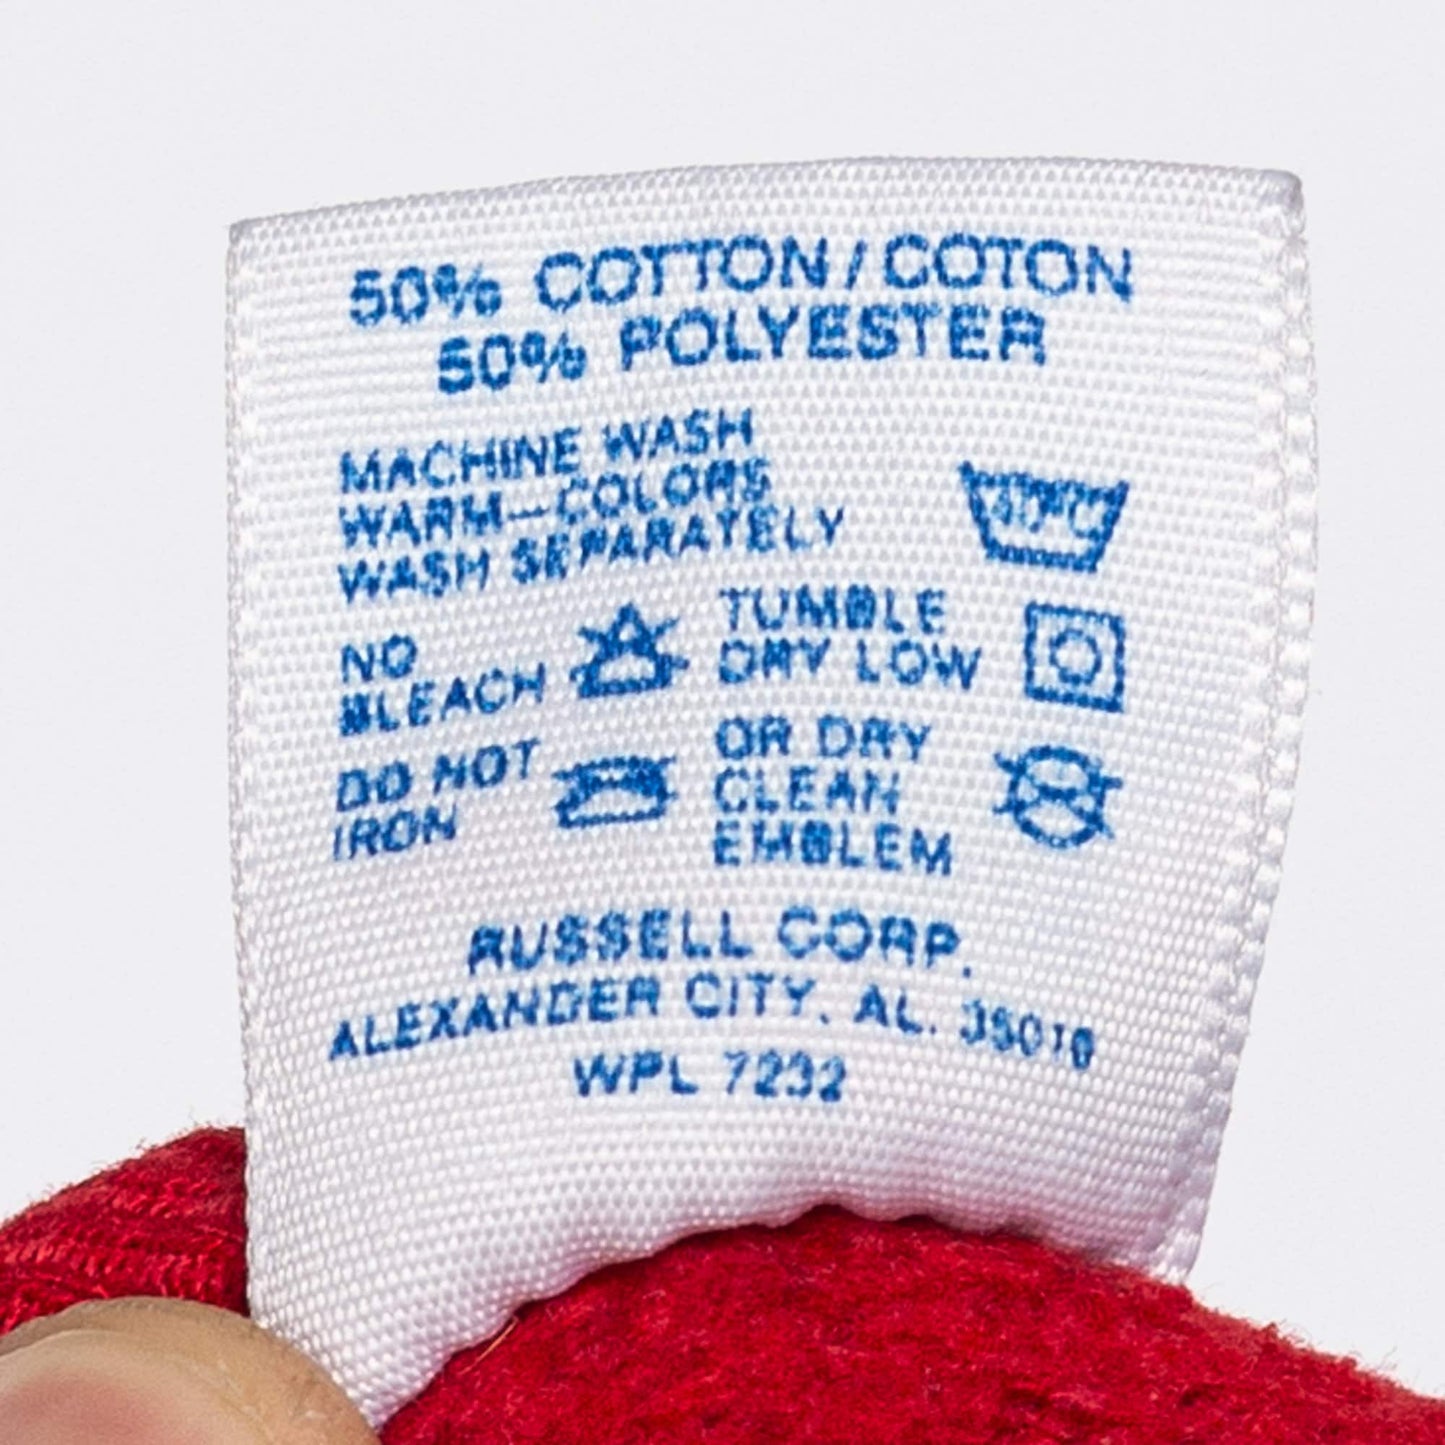 50% COTTON / COTON
50% POLYESTER
MACHINE WASH
WARM—COLORS
WASH SEPARATELY
40°C
NO
BLEACH
TUMBLE
DRY LOW
DO NOT
IRON
OR DRY
CLEAN
EMBLEM
RUSSELL CORP.
ALEXANDER CITY, AL. 35010
WPL 7232